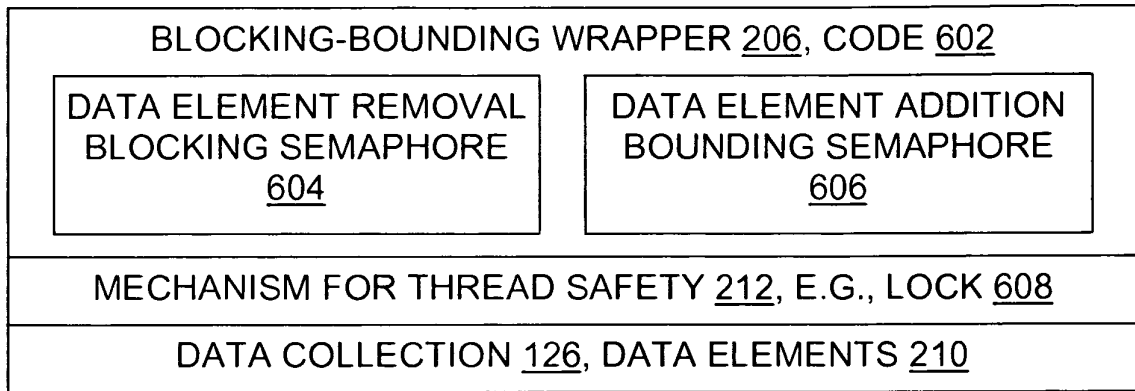 BLOCKING-BOUNDING WRAPPER 206, CODE 602
DATA ELEMENT REMOVAL
BLOCKING SEMAPHORE
604
DATA ELEMENT ADDITION
BOUNDING SEMAPHORE
606
MECHANISM FOR THREAD SAFETY 212, E.G., LOCK 608
DATA COLLECTION 126, DATA ELEMENTS 210